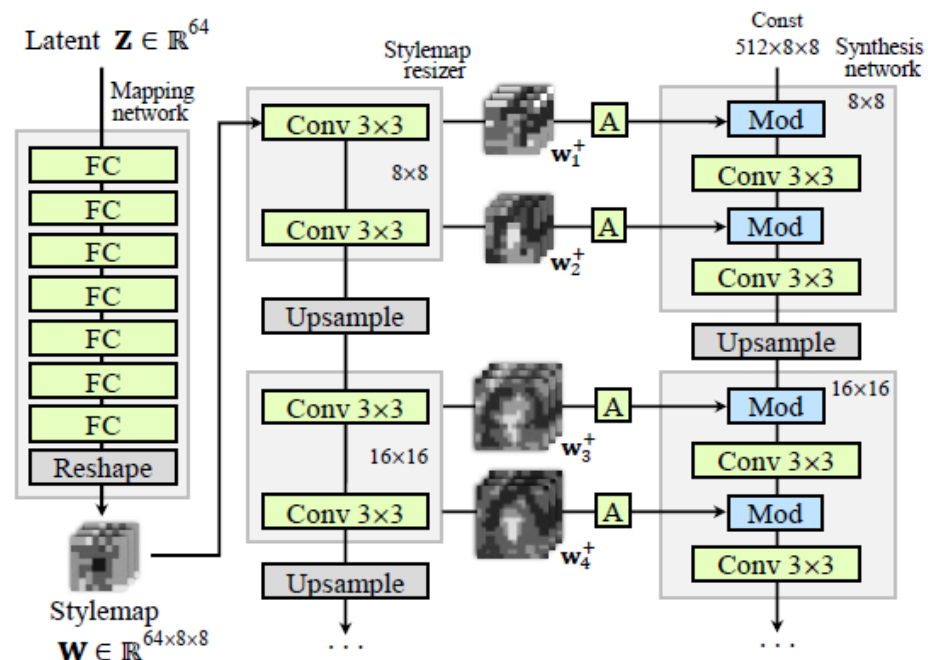 Latent Z ∈ ℝ^64
Mapping
network
FC
FC
FC
FC
FC
FC
FC
Reshape
Stylemap
W ∈ ℝ^64×8×8
Stylemap
resizer
Conv 3×3
8×8
Conv 3×3
Upsample
Conv 3×3
16×16
Conv 3×3
Upsample
. . .
w₁⁺
A
w₂⁺
A
w₃⁺
A
w₄⁺
A
Const
512×8×8
Synthesis
network
8×8
Mod
Conv 3×3
Mod
Conv 3×3
Upsample
16×16
Mod
Conv 3×3
Mod
Conv 3×3
. . .